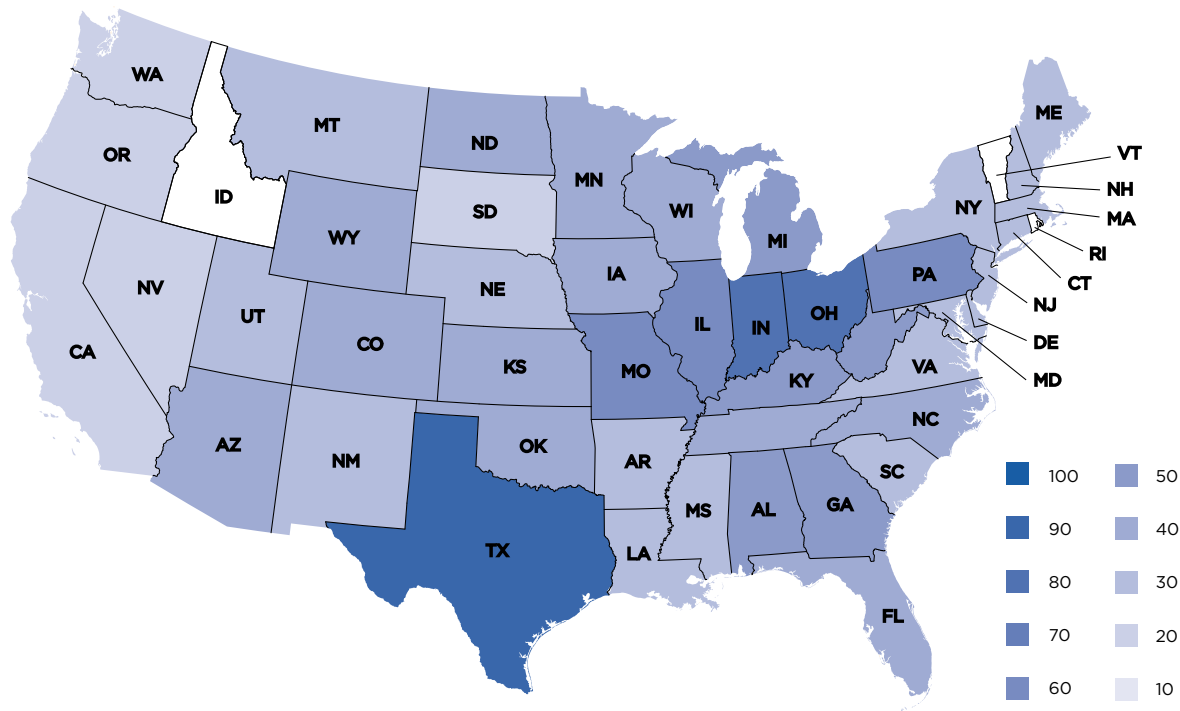 WA
MT
ME
ND
OR
VT
MN
ID
SD
NH
WI
NY
MA
WY
MI
RI
IA
PA
CT
NE
NV
NJ
UT
OH
IL
IN
DE
CO
CA
MO
KS
VA
KY
MD
NC
AZ
OK
NM
AR
SC
100
50
GA
MS
AL
90
40
TX
LA
80
30
FL
70
20
60
10